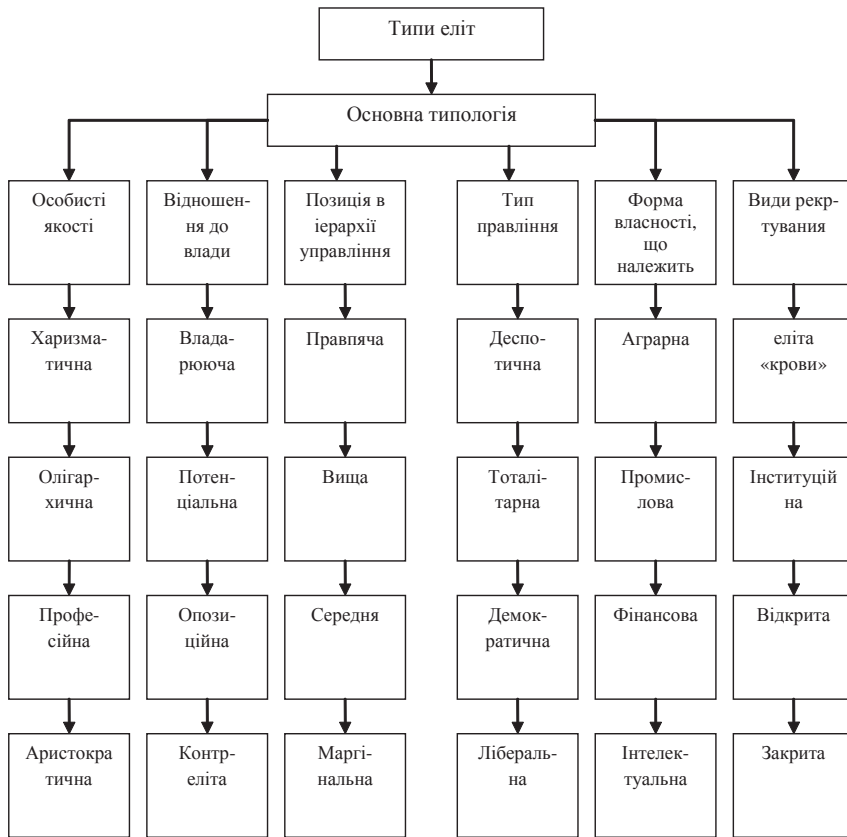 Типи еліт
Основна типологія
Особисті
якості
Відношен-
ня до
влади
Позиція в
ієрархії
управління
Тип
правління
Форма
власності,
що
належить
Види рекр-
тування
Харизма-
тична
Влада-
рююча
Правпяча
Деспо-
тична
Аграрна
еліта
«крови»
Олігар-
хична
Потен-
ціальна
Вища
Тоталі-
тарна
Промис-
лова
Інституцій
на
Профе-
сійна
Опози-
ційна
Середня
Демок-
ратична
Фінансова
Відкрита
Аристокра
тична
Контр-
еліта
Маргі-
нальна
Лібераль-
на
Інтелек-
туальна
Закрита